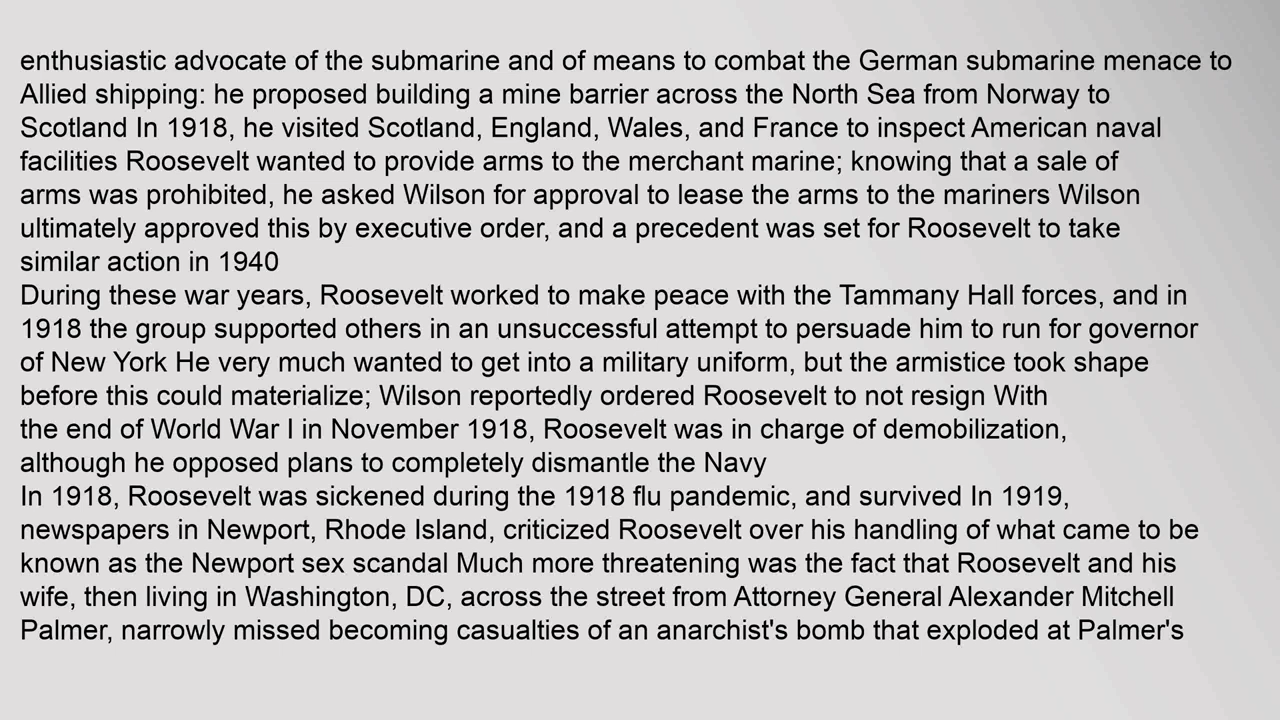 enthusiastic advocate of the submarine and of means to combat the German submarine menace to
Allied shipping: he proposed building a mine barrier across the North Sea from Norway to
Scotland In 1918, he visited Scotland, England, Wales, and France to inspect American naval
facilities Roosevelt wanted to provide arms to the merchant marine; knowing that a sale of
arms was prohibited, he asked Wilson for approval to lease the arms to the mariners Wilson
ultimately approved this by executive order, and a precedent was set for Roosevelt to take
similar action in 1940
During these war years, Roosevelt worked to make peace with the Tammany Hall forces, and in
1918 the group supported others in an unsuccessful attempt to persuade him to run for governor
of New York He very much wanted to get into a military uniform, but the armistice took shape
before this could materialize; Wilson reportedly ordered Roosevelt to not resign With
the end of World War I in November 1918, Roosevelt was in charge of demobilization,
although he opposed plans to completely dismantle the Navy
In 1918, Roosevelt was sickened during the 1918 flu pandemic, and survived In 1919,
newspapers in Newport, Rhode Island, criticized Roosevelt over his handling of what came to be
known as the Newport sex scandal Much more threatening was the fact that Roosevelt and his
wife, then living in Washington, DC, across the street from Attorney General Alexander Mitchell
Palmer, narrowly missed becoming casualties of an anarchist's bomb that exploded at Palmer's